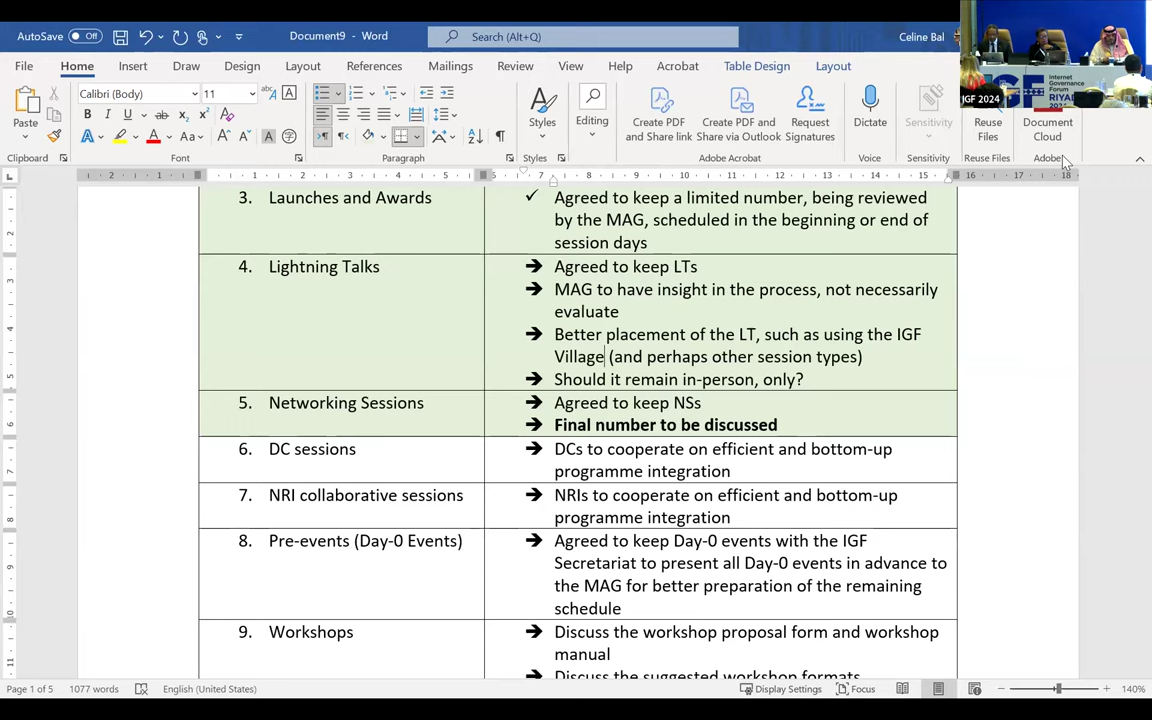 AutoSave Off Document9 - Word Search (Alt+Q) Celine Bal
File Home Insert Draw Design Layout References Mailings Review View Help Acrobat Table Design Layout
Calibri (Body) 11
Paste
Styles
Editing
Create PDF and Share link
Create PDF and Share via Outlook
Request Signatures
Dictate
Sensitivity
Reuse Files
Document Cloud
Clipboard Font Paragraph Styles Adobe Acrobat Voice Sensitivity Reuse Files Adobe
IGF 2024
Internet
Governance
Forum
3. Launches and Awards
✓ Agreed to keep a limited number, being reviewed
by the MAG, scheduled in the beginning or end of
session days
4. Lightning Talks
➔ Agreed to keep LTs
➔ MAG to have insight in the process, not necessarily
evaluate
➔ Better placement of the LT, such as using the IGF
Village (and perhaps other session types)
➔ Should it remain in-person, only?
5. Networking Sessions
➔ Agreed to keep NSs
➔ Final number to be discussed
6. DC sessions
➔ DCs to cooperate on efficient and bottom-up
programme integration
7. NRI collaborative sessions
➔ NRIs to cooperate on efficient and bottom-up
programme integration
8. Pre-events (Day-0 Events)
➔ Agreed to keep Day-0 events with the IGF
Secretariat to present all Day-0 events in advance to
the MAG for better preparation of the remaining
schedule
9. Workshops
➔ Discuss the workshop proposal form and workshop
manual
➔ Discuss the suggested workshop formats
Page 1 of 5 1077 words English (United States) Display Settings Focus 140%